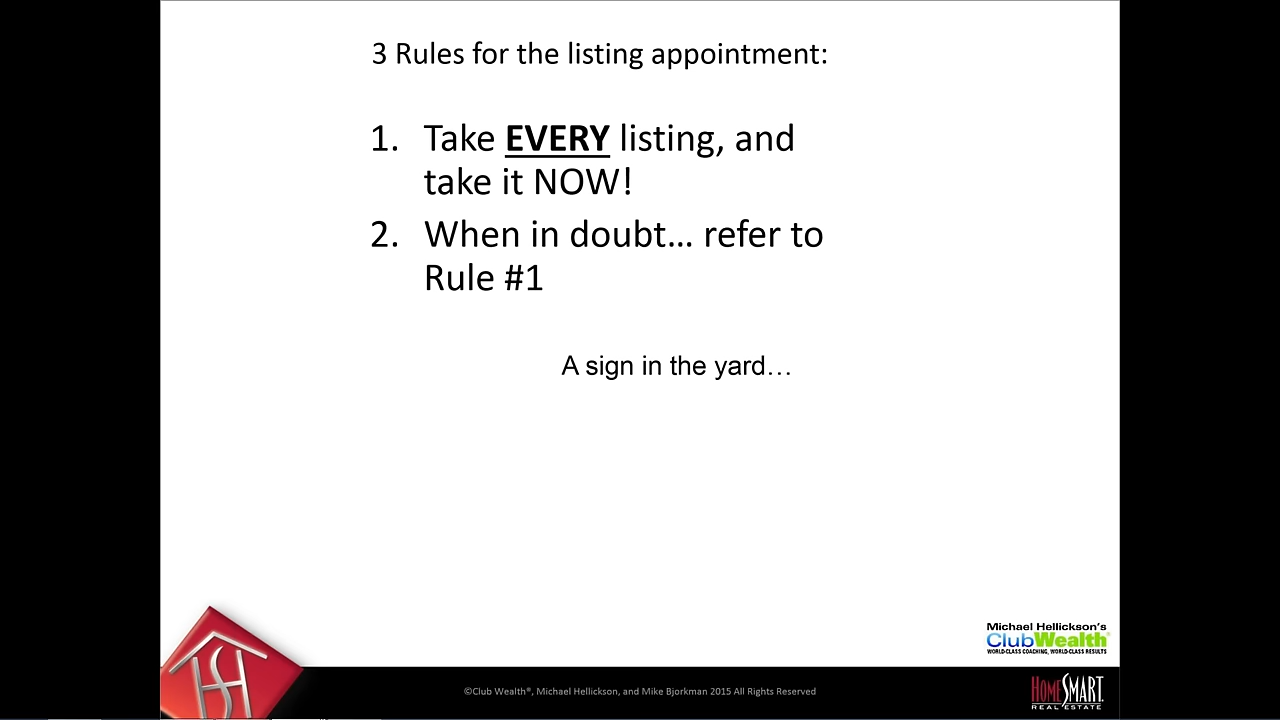 3 Rules for the listing appointment:
1. Take EVERY listing, and
take it NOW!
2. When in doubt... refer to
Rule #1
A sign in the yard...
Michael Hellickson's
ClubWealth®
WORLD-CLASS COACHING, WORLD-CLASS RESULTS
©Club Wealth®, Michael Hellickson, and Mike Bjorkman 2015 All Rights Reserved
HOMESMART
REAL ESTATE